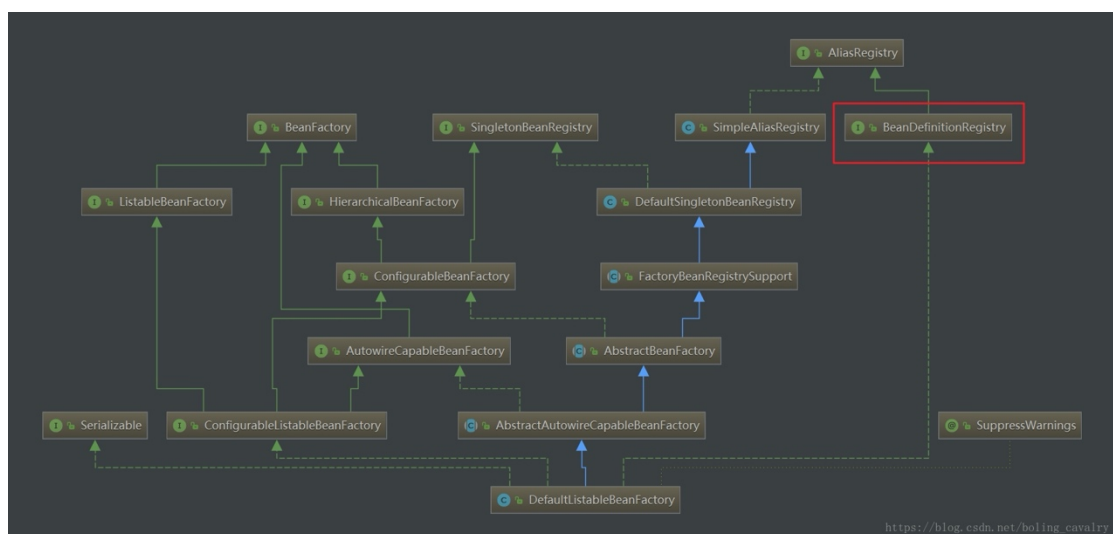 AliasRegistry
BeanFactory
SingletonBeanRegistry
SimpleAliasRegistry
BeanDefinitionRegistry
ListableBeanFactory
HierarchicalBeanFactory
DefaultSingletonBeanRegistry
ConfigurableBeanFactory
FactoryBeanRegistrySupport
AutowireCapableBeanFactory
AbstractBeanFactory
Serializable
ConfigurableListableBeanFactory
AbstractAutowireCapableBeanFactory
SuppressWarnings
DefaultListableBeanFactory
https://blog.csdn.net/boling_cavalry